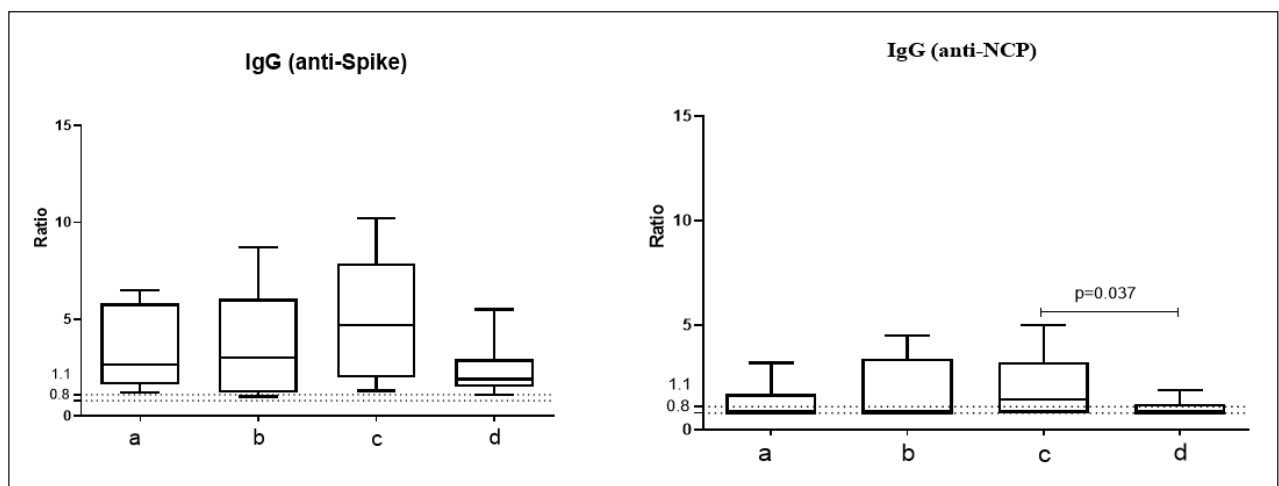 IgG (anti-Spike)
Ratio
15
10
5
1.1
0.8
0
a b c d
IgG (anti-NCP)
Ratio
15
10
5
1.1
0.8
0
p=0.037
a b c d